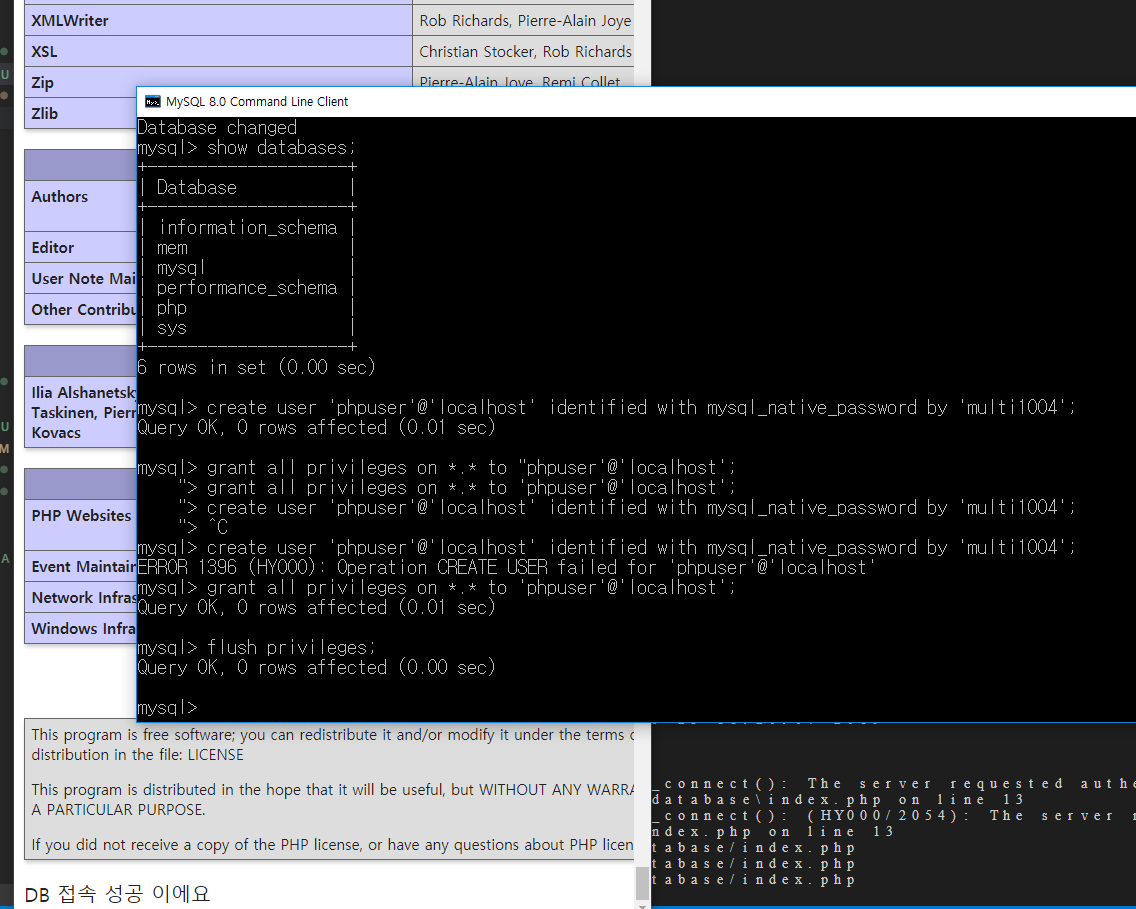 XMLWriter Rob Richards, Pierre-Alain Joye
XSL Christian Stocker, Rob Richards
Zip Pierre-Alain Joye, Remi Collet
Zlib
MySQL 8.0 Command Line Client
Database changed
mysql> show databases;
+--------------------+
| Database           |
+--------------------+
| information_schema |
| mem                |
| mysql              |
| performance_schema |
| php                |
| sys                |
+--------------------+
6 rows in set (0.00 sec)
mysql> create user 'phpuser'@'localhost' identified with mysql_native_password by 'multi1004';
Query OK, 0 rows affected (0.01 sec)
mysql> grant all privileges on *.* to "phpuser'@'localhost';
"> grant all privileges on *.* to 'phpuser'@'localhost';
"> create user 'phpuser'@'localhost' identified with mysql_native_password by 'multi1004';
"> ^C
mysql> create user 'phpuser'@'localhost' identified with mysql_native_password by 'multi1004';
ERROR 1396 (HY000): Operation CREATE USER failed for 'phpuser'@'localhost'
mysql> grant all privileges on *.* to 'phpuser'@'localhost';
Query OK, 0 rows affected (0.01 sec)
mysql> flush privileges;
Query OK, 0 rows affected (0.00 sec)
mysql>
Authors
Editor
User Note Mai
Other Contribu
Ilia Alshanetsk
Taskinen, Pierr
Kovacs
PHP Websites
Event Maintain
Network Infras
Windows Infra
This program is free software; you can redistribute it and/or modify it under the terms o
distribution in the file: LICENSE
This program is distributed in the hope that it will be useful, but WITHOUT ANY WARRA
A PARTICULAR PURPOSE.
If you did not receive a copy of the PHP license, or have any questions about PHP licen
DB 접속 성공 이에요
_connect(): The server requested authe
database\index.php on line 13
_connect(): (HY000/2054): The server r
ndex.php on line 13
tabase/index.php
tabase/index.php
tabase/index.php
U
U
M
A